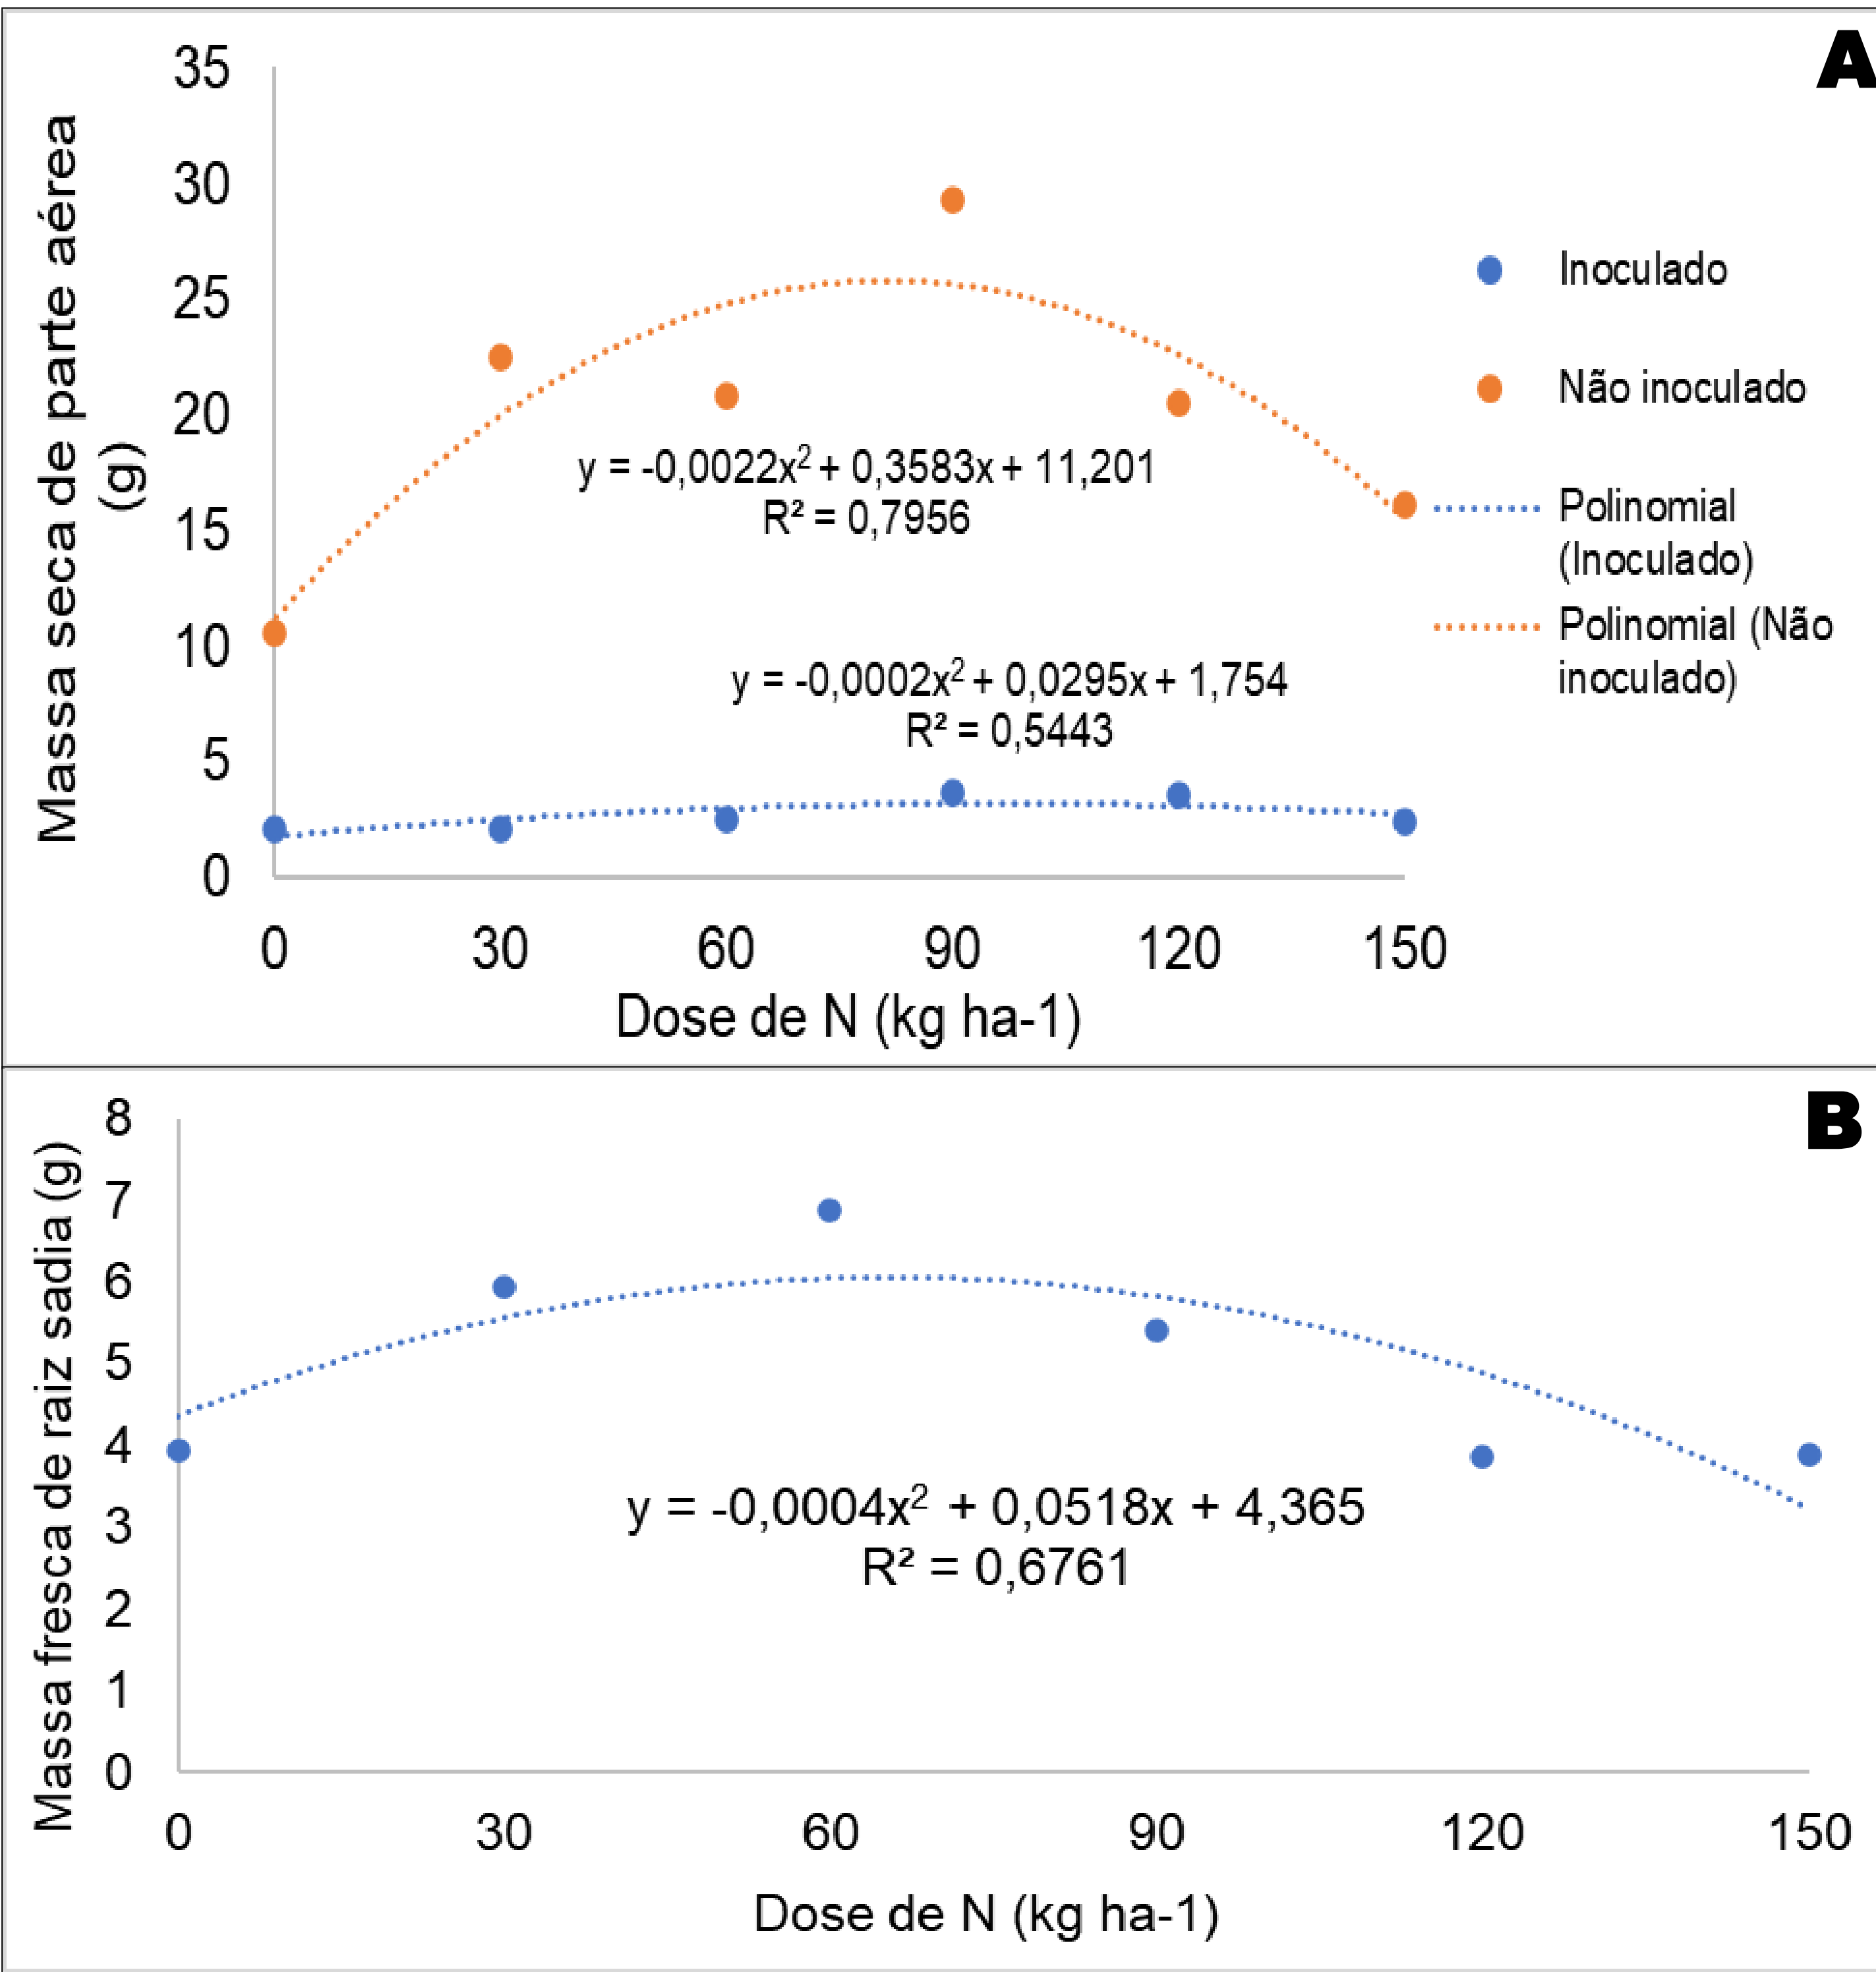 A
Massa seca de parte aérea
(g)
35
30
25
20
15
10
5
0
y = -0,0022x² + 0,3583x + 11,201
R² = 0,7956
y = -0,0002x² + 0,0295x + 1,754
R² = 0,5443
Inoculado
Não inoculado
Polinomial
(Inoculado)
Polinomial (Não
inoculado)
0 30 60 90 120 150
Dose de N (kg ha-1)
B
Massa fresca de raiz sadia (g)
8
7
6
5
4
3
2
1
0
y = -0,0004x² + 0,0518x + 4,365
R² = 0,6761
0 30 60 90 120 150
Dose de N (kg ha-1)